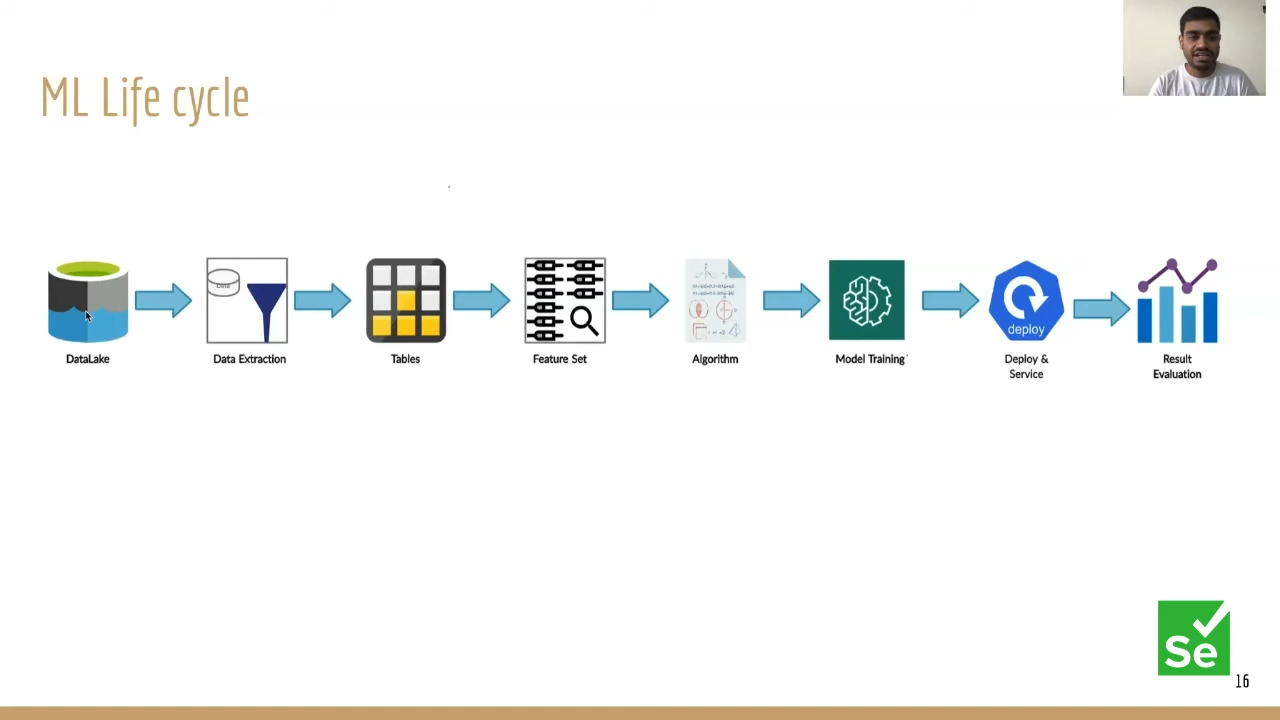 ML Life cycle
Data
deploy
DataLake
Data Extraction
Tables
Feature Set
Algorithm
Model Training
Deploy &
Service
Result
Evaluation
Se
16